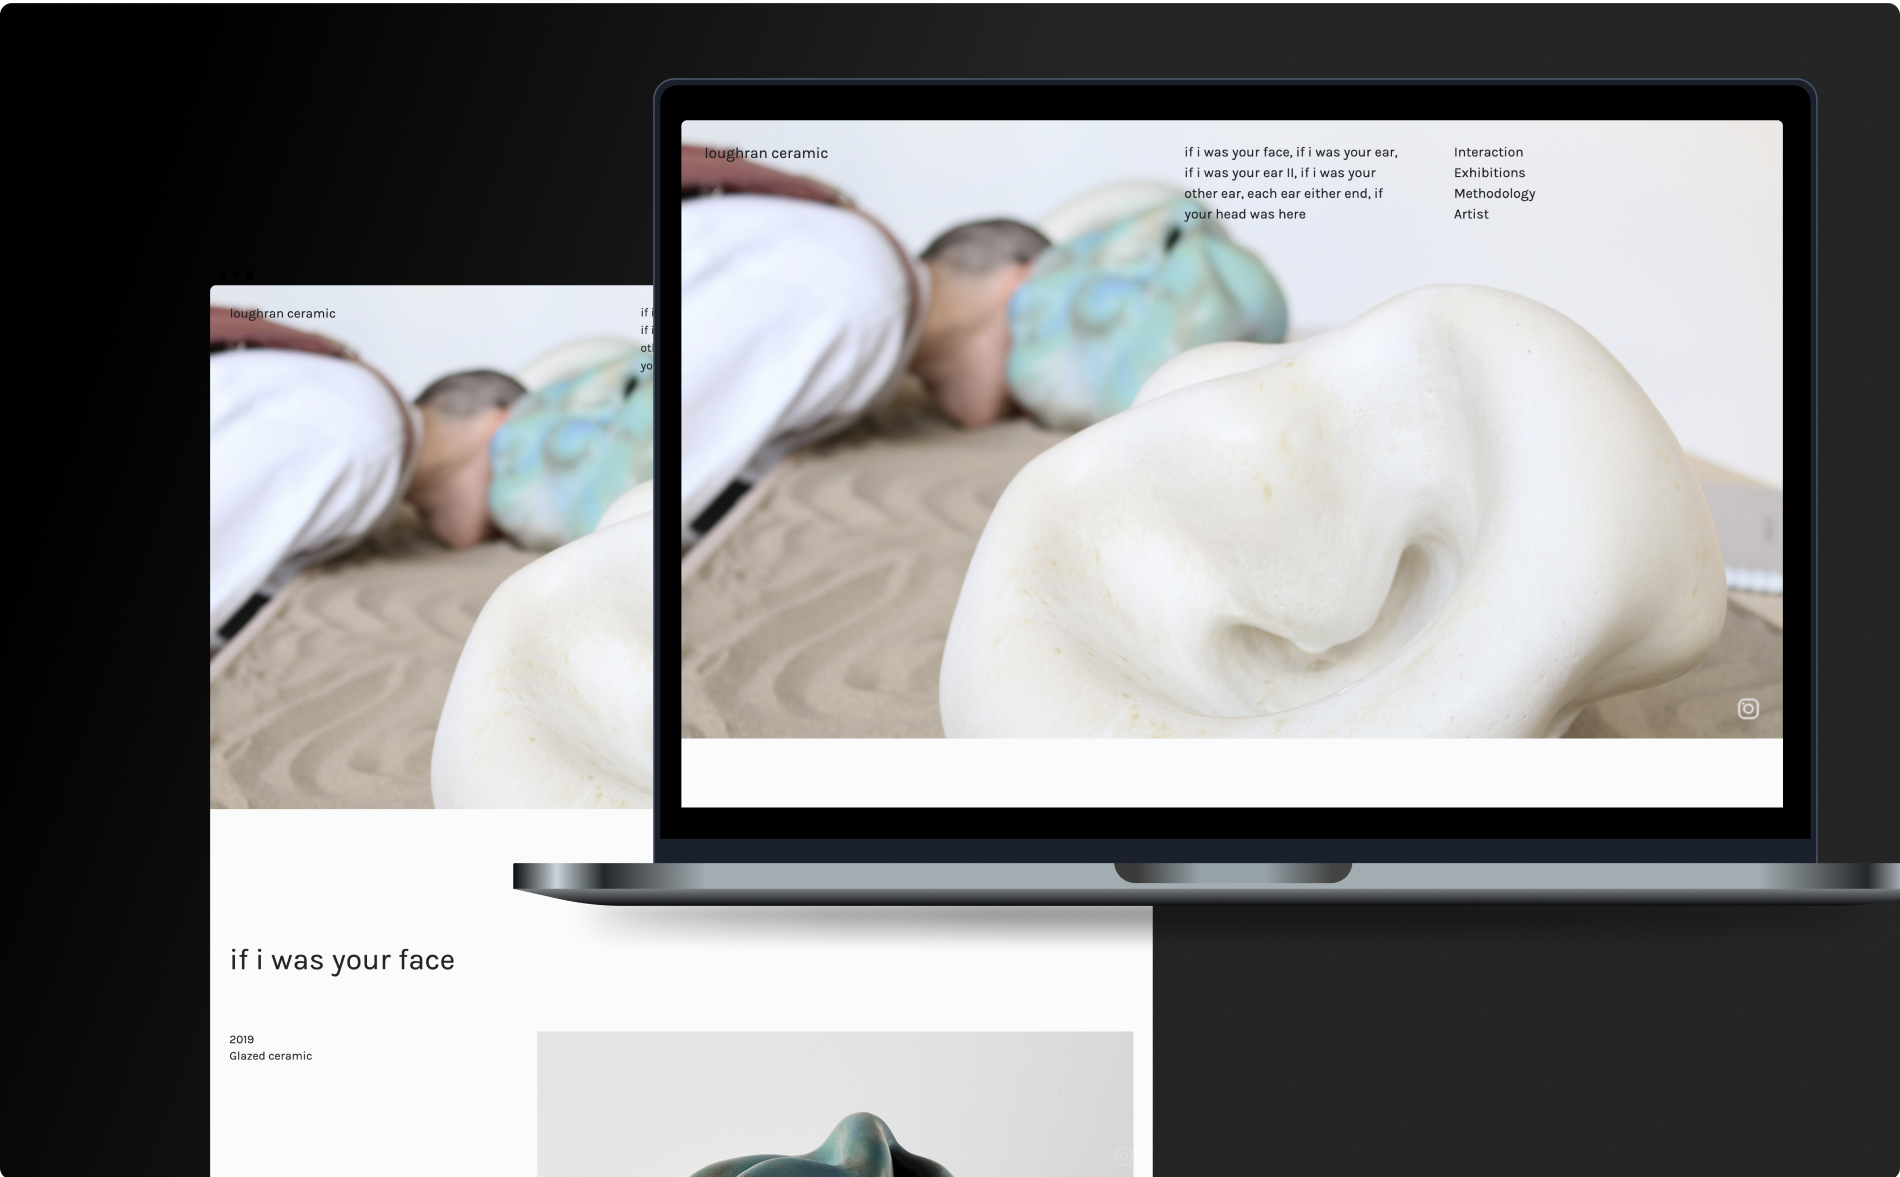 loughran ceramic
if i was your face, if i was your ear,
if i was your ear II, if i was your
other ear, each ear either end, if
your head was here
Interaction
Exhibitions
Methodology
Artist
loughran ceramic
if i
if i
yo
if i was your face
2019
Glazed ceramic